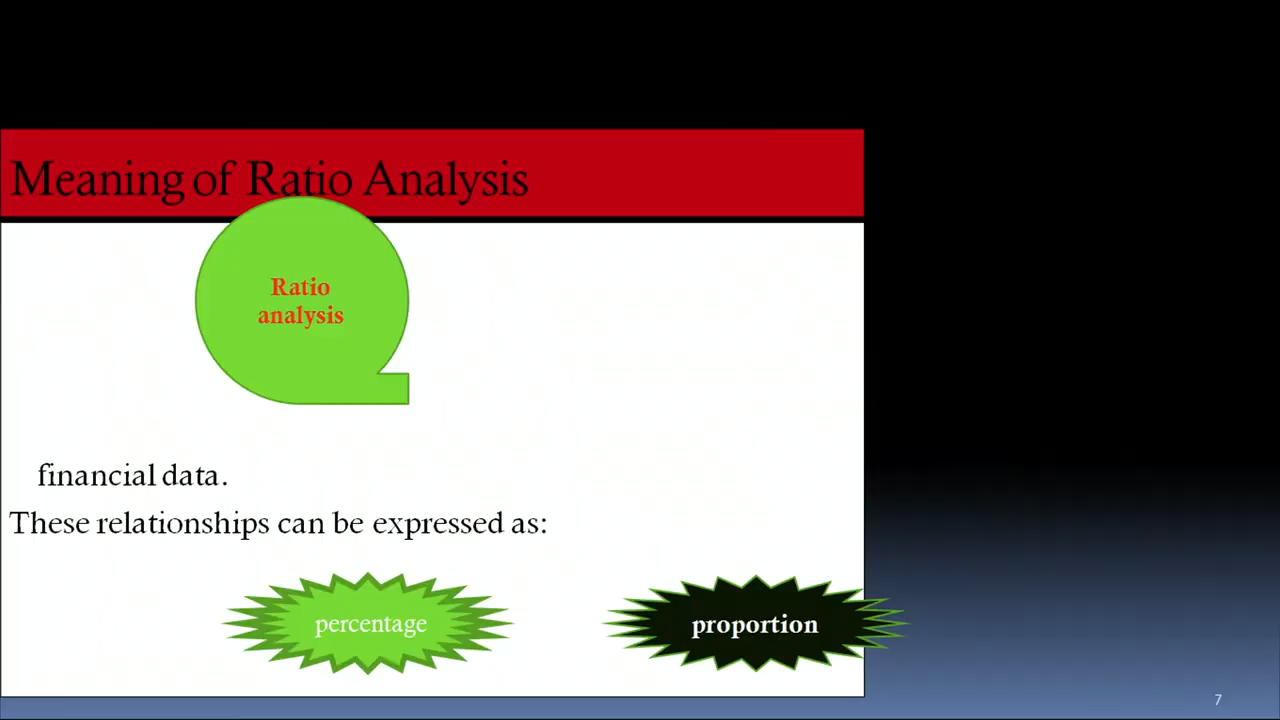 Meaning of Ratio Analysis
Ratio
analysis
financial data.
These relationships can be expressed as:
percentage
proportion
7